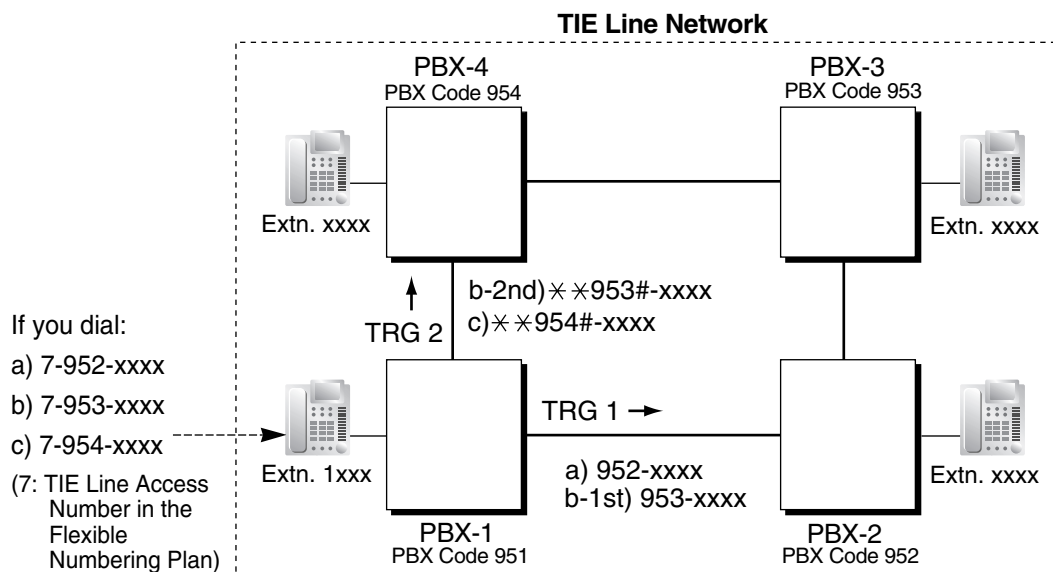 TIE Line Network
PBX-4
PBX Code 954
PBX-3
PBX Code 953
Extn. xxxx
Extn. xxxx
b-2nd)**953#-xxxx
c)**954#-xxxx
TRG 2
If you dial:
a) 7-952-xxxx
b) 7-953-xxxx
c) 7-954-xxxx
(7: TIE Line Access
Number in the
Flexible
Numbering Plan)
Extn. 1xxx
TRG 1
a) 952-xxxx
b-1st) 953-xxxx
Extn. xxxx
PBX-1
PBX Code 951
PBX-2
PBX Code 952